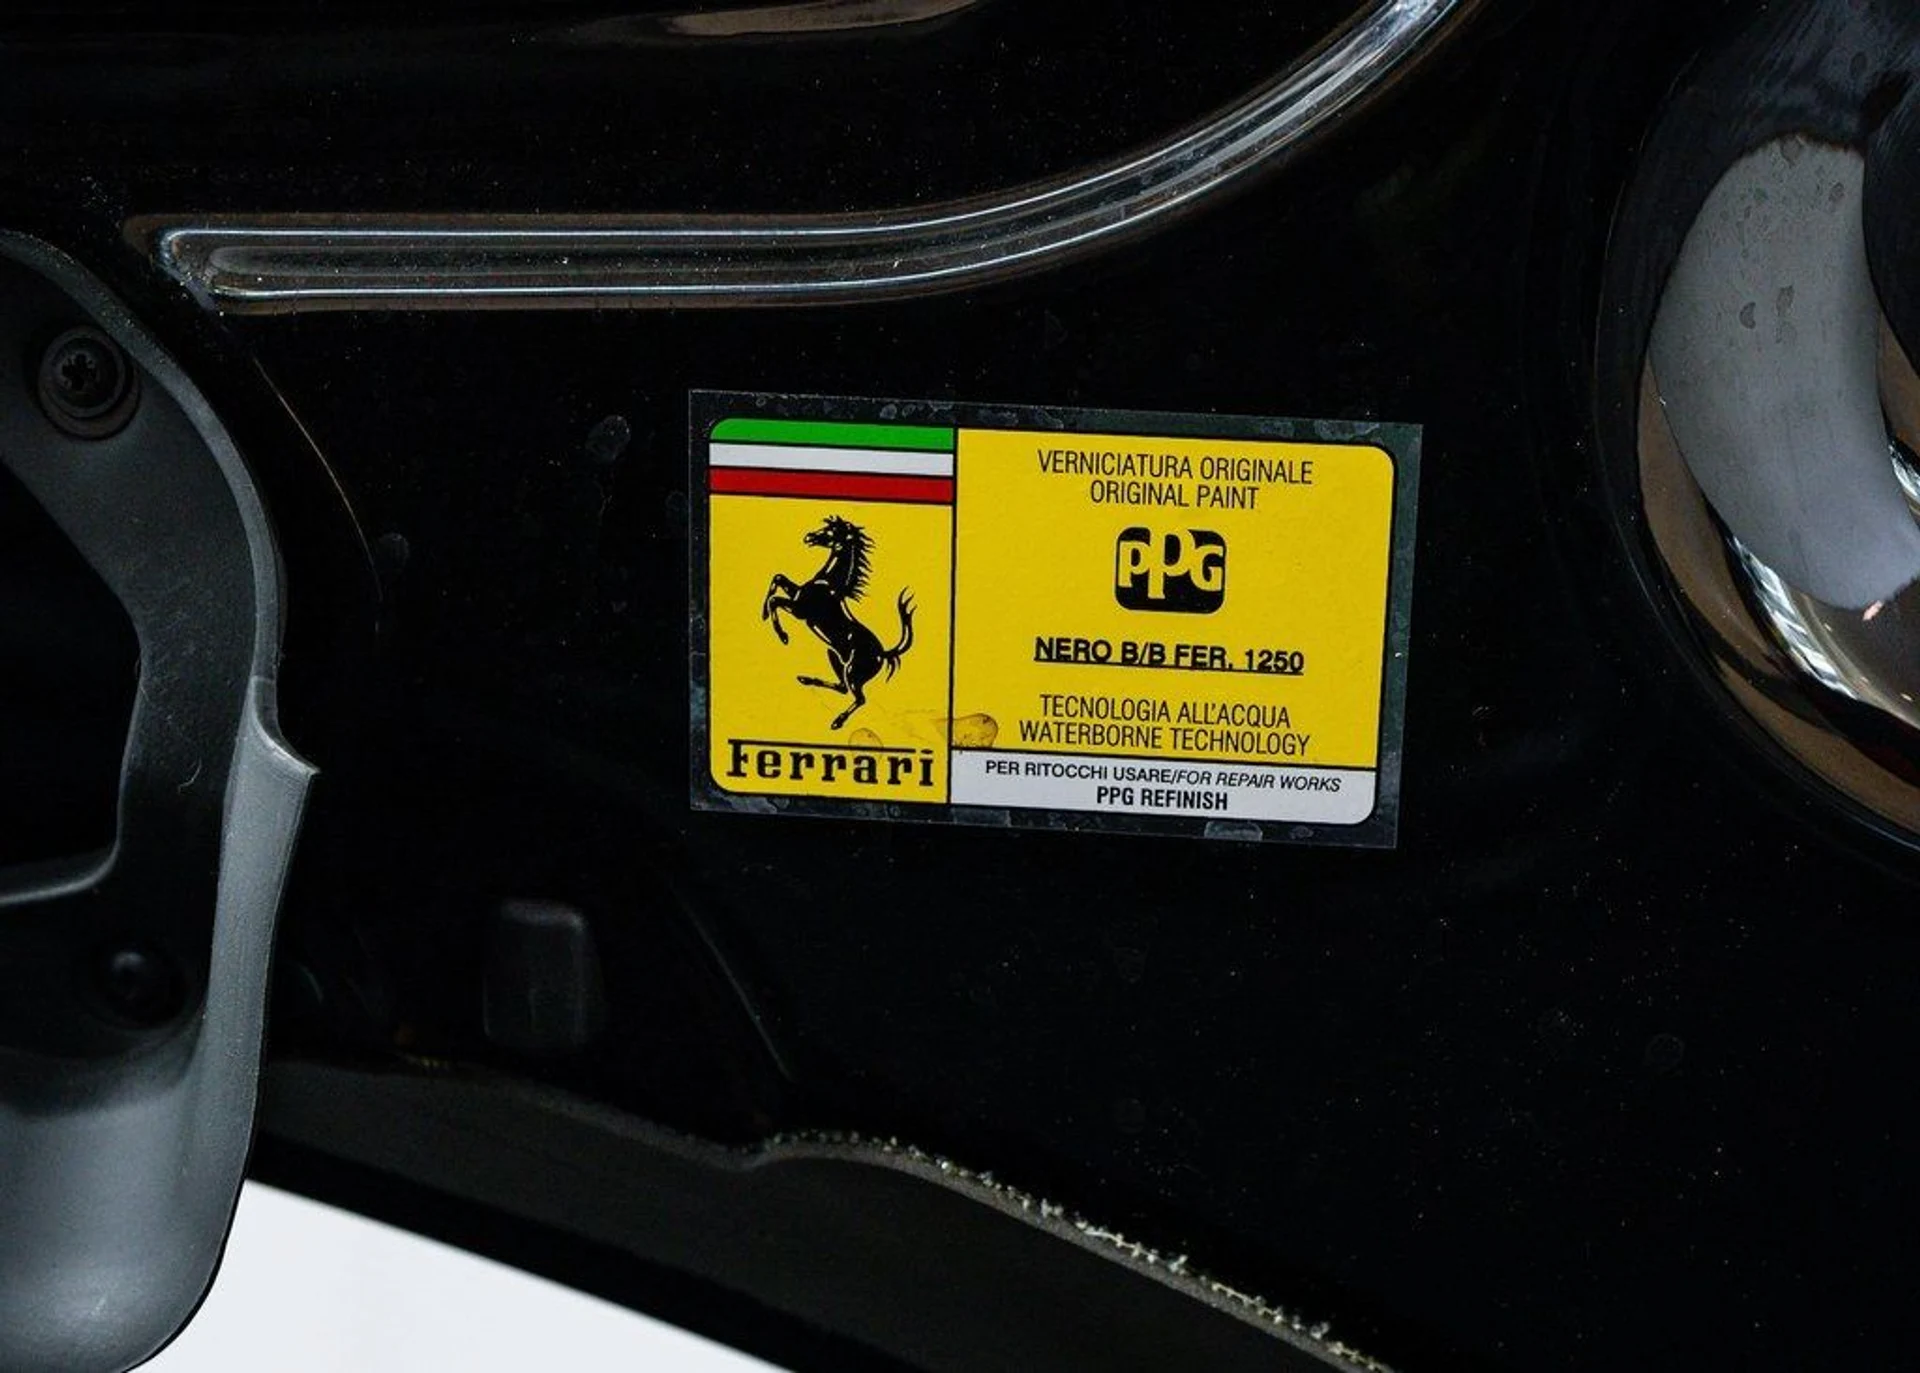 Ferrari
VERNICIATURA ORIGINALE
ORIGINAL PAINT
PPG
NERO B/B FER. 1250
TECNOLOGIA ALL'ACQUA
WATERBORNE TECHNOLOGY
PER RITOCCHI USARE/FOR REPAIR WORKS
PPG REFINISH